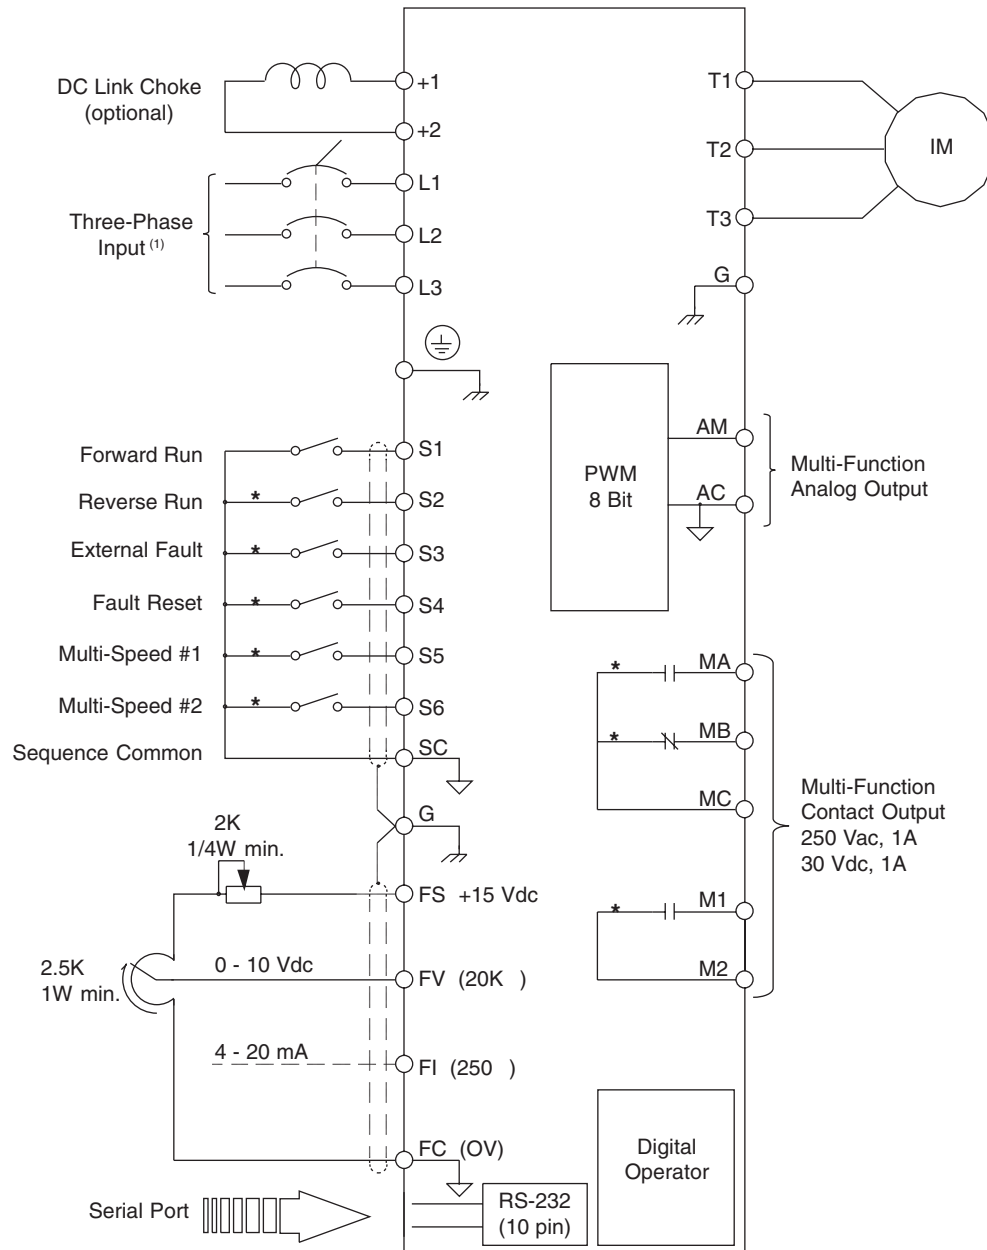 DC Link Choke
(optional)
+1
+2
Three-Phase
Input (1)
L1
L2
L3
T1
T2
T3
IM
G
Forward Run
S1
Reverse Run
*
S2
External Fault
*
S3
Fault Reset
*
S4
Multi-Speed #1
*
S5
Multi-Speed #2
*
S6
Sequence Common
SC
G
PWM
8 Bit
AM
AC
Multi-Function
Analog Output
*
MA
*
MB
MC
*
M1
M2
Multi-Function
Contact Output
250 Vac, 1A
30 Vdc, 1A
2K
1/4W min.
FS +15 Vdc
2.5K
1W min.
0 - 10 Vdc
FV (20K )
4 - 20 mA
FI (250 )
FC (OV)
Serial Port
RS-232
(10 pin)
Digital
Operator